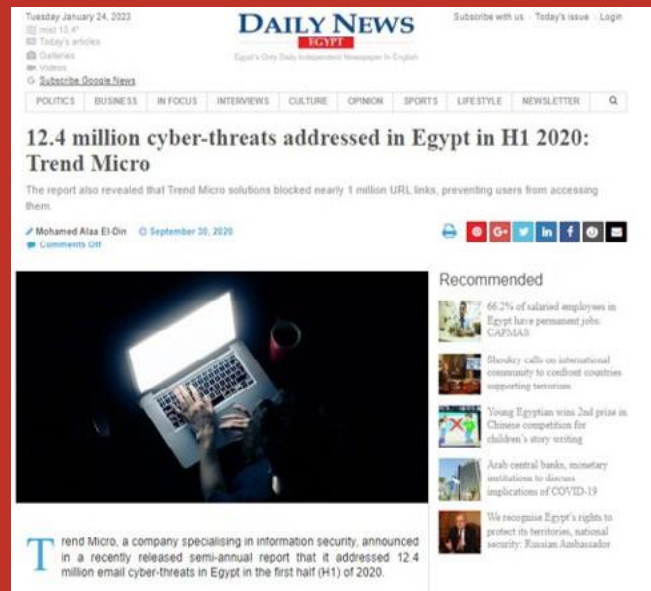 Tuesday January 24, 2023
mist 13.4°
Today's articles
Galleries
Videos
Subscribe Google News
DAILY NEWS
EGYPT
Egypt's Only Daily Independent Newspaper In English
Subscribe with us · Today's issue · Login
POLITICS BUSINESS IN FOCUS INTERVIEWS CULTURE OPINION SPORTS LIFESTYLE NEWSLETTER
12.4 million cyber-threats addressed in Egypt in H1 2020:
Trend Micro
The report also revealed that Trend Micro solutions blocked nearly 1 million URL links, preventing users from accessing
them.
Mohamed Alaa El-Din September 30, 2020
Comments Off
Recommended
66.2% of salaried employees in
Egypt have permanent jobs:
CAPMAS
Shoukry calls on international
community to confront countries
supporting terrorism
Young Egyptian wins 2nd prize in
Chinese competition for
children's story writing
Arab central banks, monetary
institutions to discuss
implications of COVID-19
We recognise Egypt's rights to
protect its territories, national
security: Russian Ambassador
Trend Micro, a company specialising in information security, announced
in a recently released semi-annual report that it addressed 12.4
million email cyber-threats in Egypt in the first half (H1) of 2020.